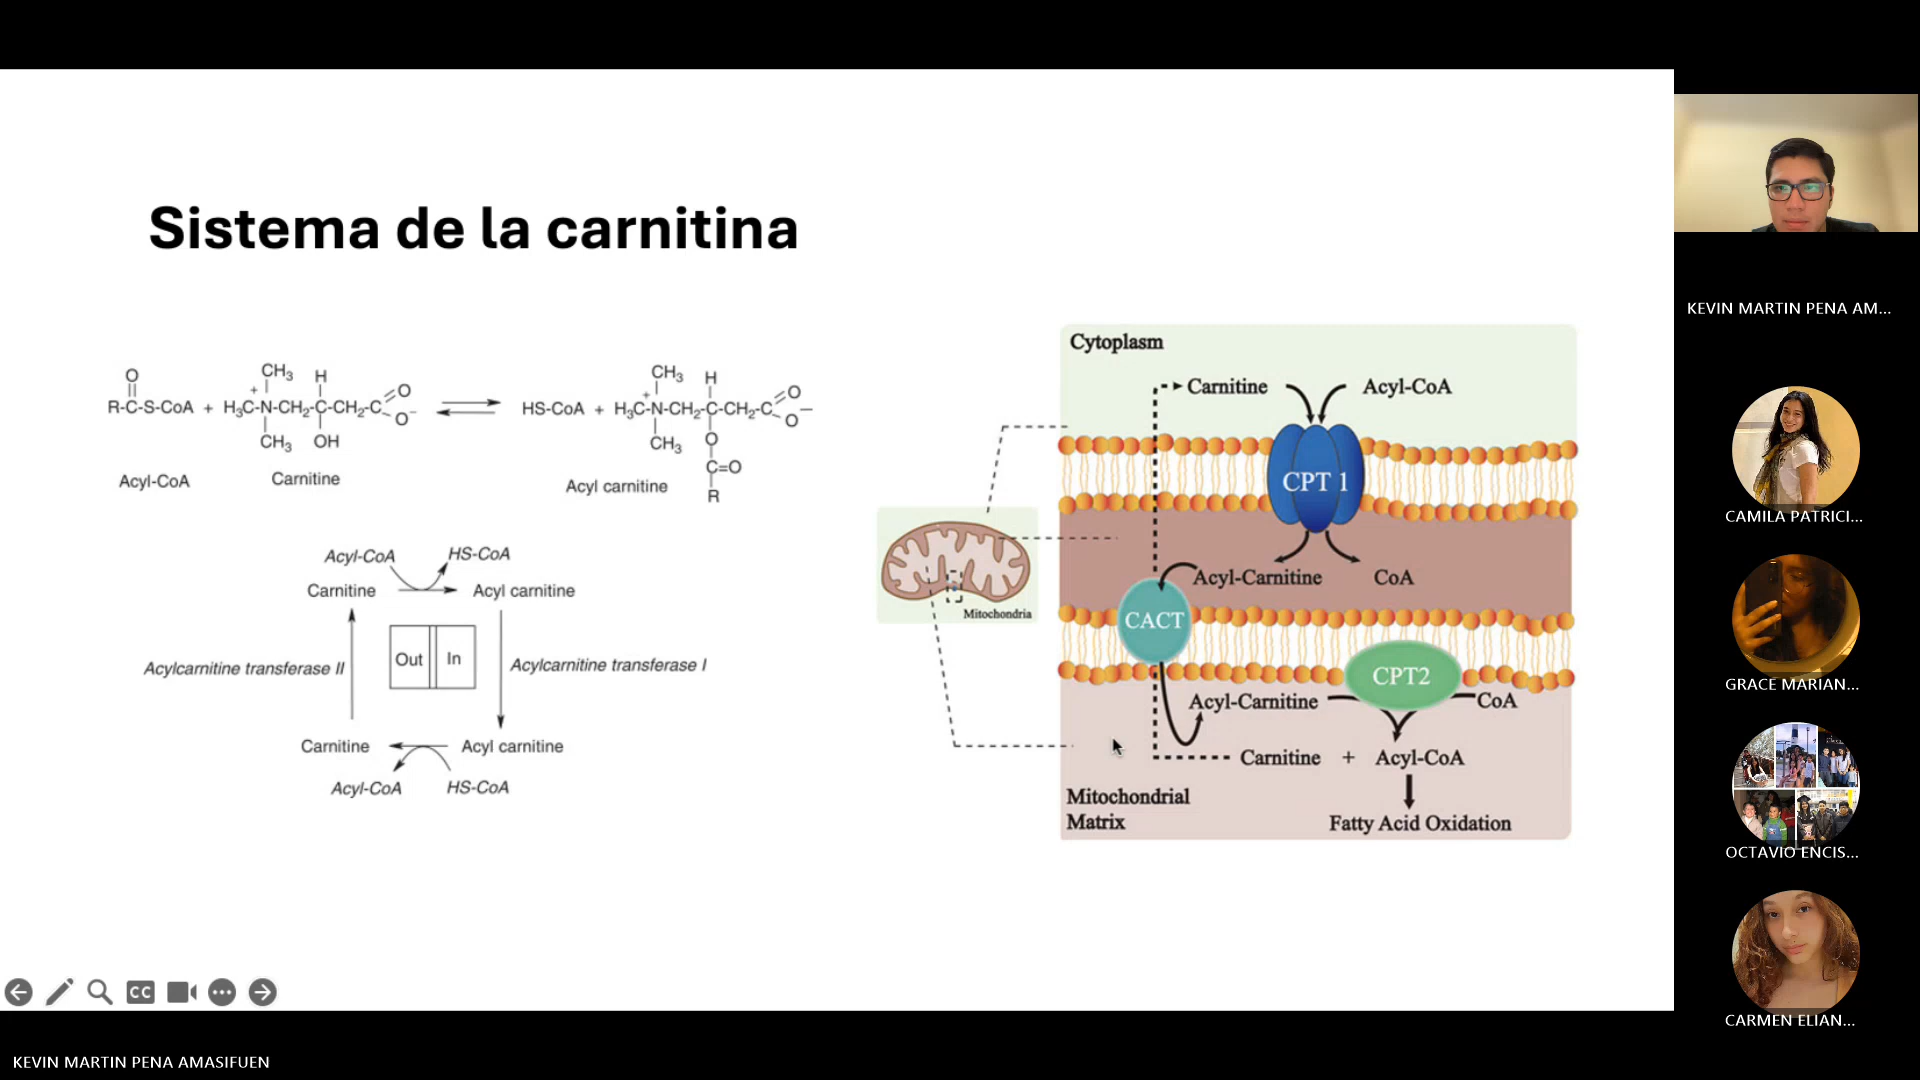 Sistema de la carnitina
O
R-C-S-CoA + H3C-N-CH2-C-CH2-C O
CH3 H
+
O-
CH3 OH
Acyl-CoA
Carnitine
HS-CoA + H3C-N-CH2-C-CH2-C O
CH3 H
+
O-
CH3 O
C=O
R
Acyl carnitine
Acyl-CoA HS-CoA
Carnitine Acyl carnitine
Acylcarnitine transferase II
Out In
Acylcarnitine transferase I
Carnitine Acyl carnitine
Acyl-CoA HS-CoA
Mitochondria
Cytoplasm
Carnitine Acyl-CoA
CPT 1
Acyl-Carnitine CoA
CACT
CPT2
Acyl-Carnitine CoA
Carnitine + Acyl-CoA
Mitochondrial
Matrix
Fatty Acid Oxidation
CC
KEVIN MARTIN PENA AM...
CAMILA PATRICI...
GRACE MARIAN...
OCTAVIO ENCIS...
CARMEN ELIAN...
KEVIN MARTIN PENA AMASIFUEN